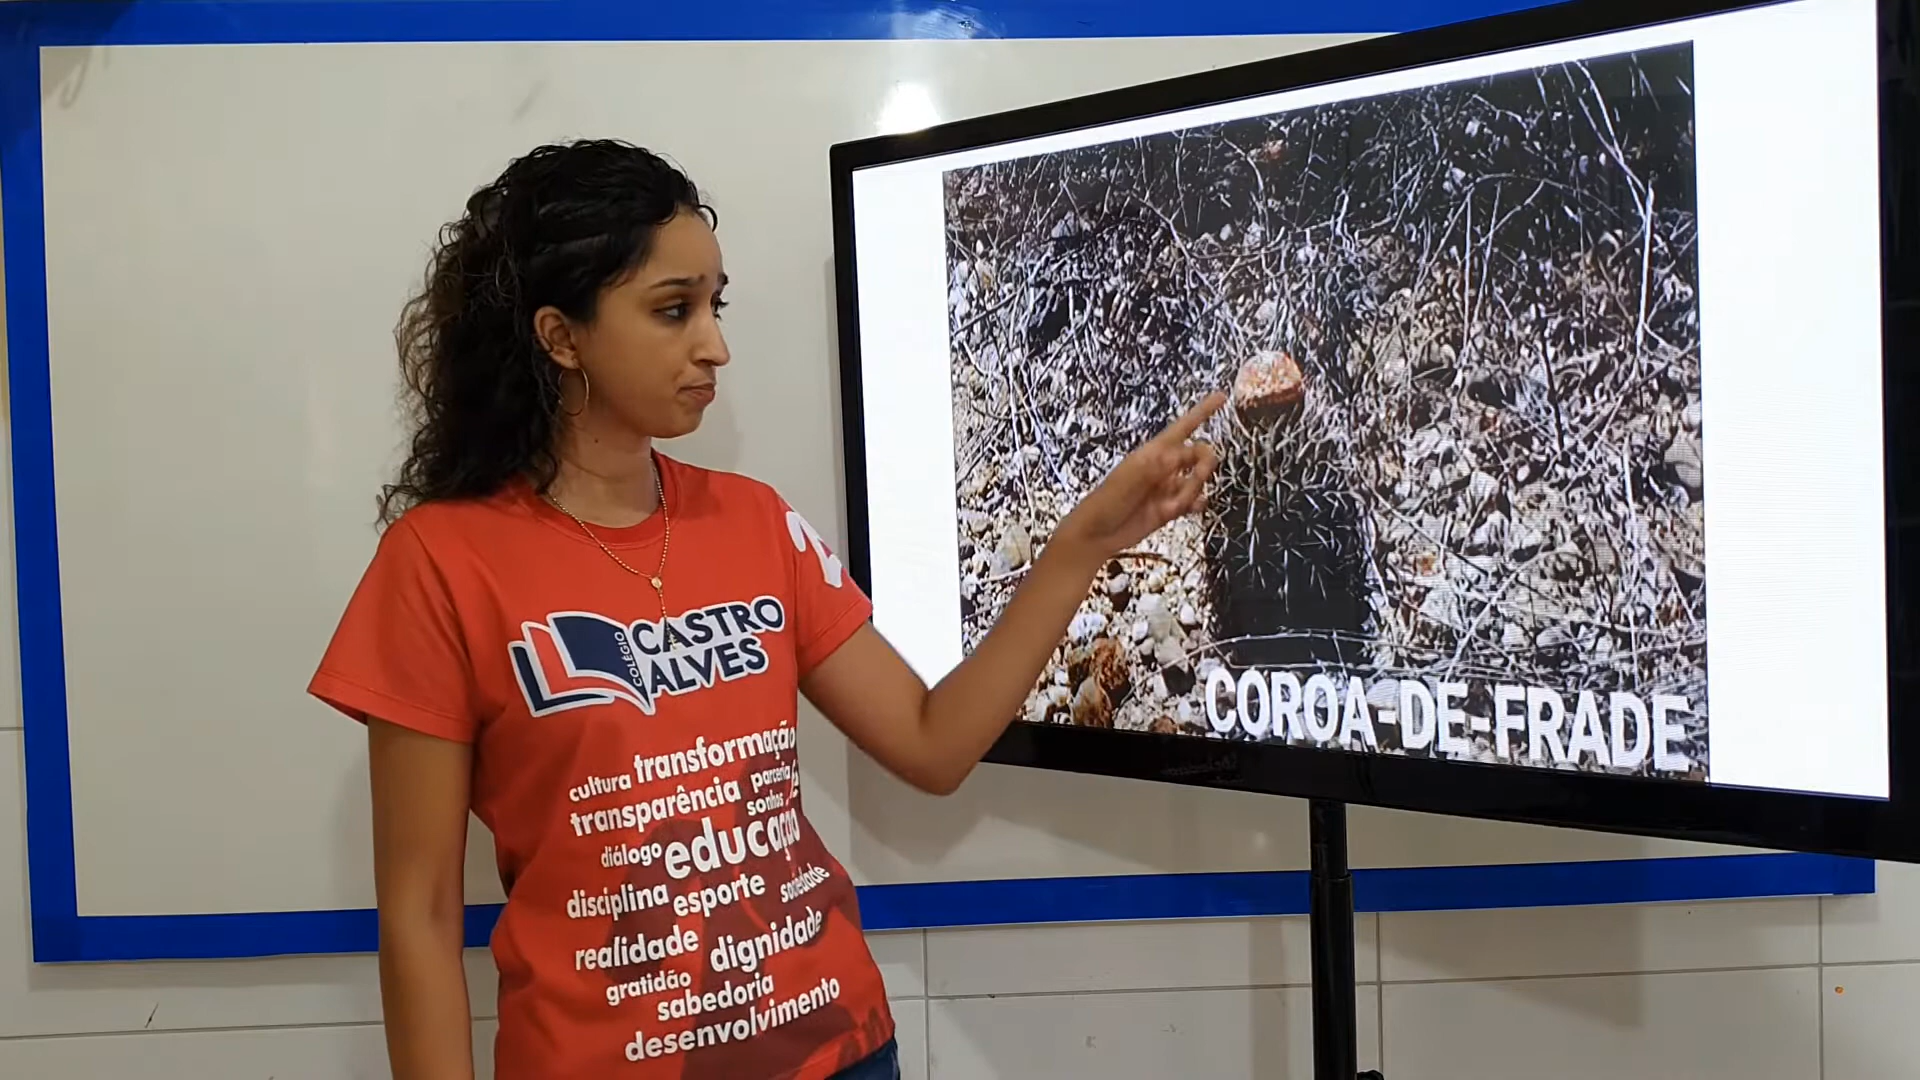 COLÉGIO
CASTRO
ALVES
cultura transformação
transparência parceria
sonhos
diálogo educação
disciplina esporte sociedade
realidade dignidade
gratidão
sabedoria
desenvolvimento
COROA-DE-FRADE